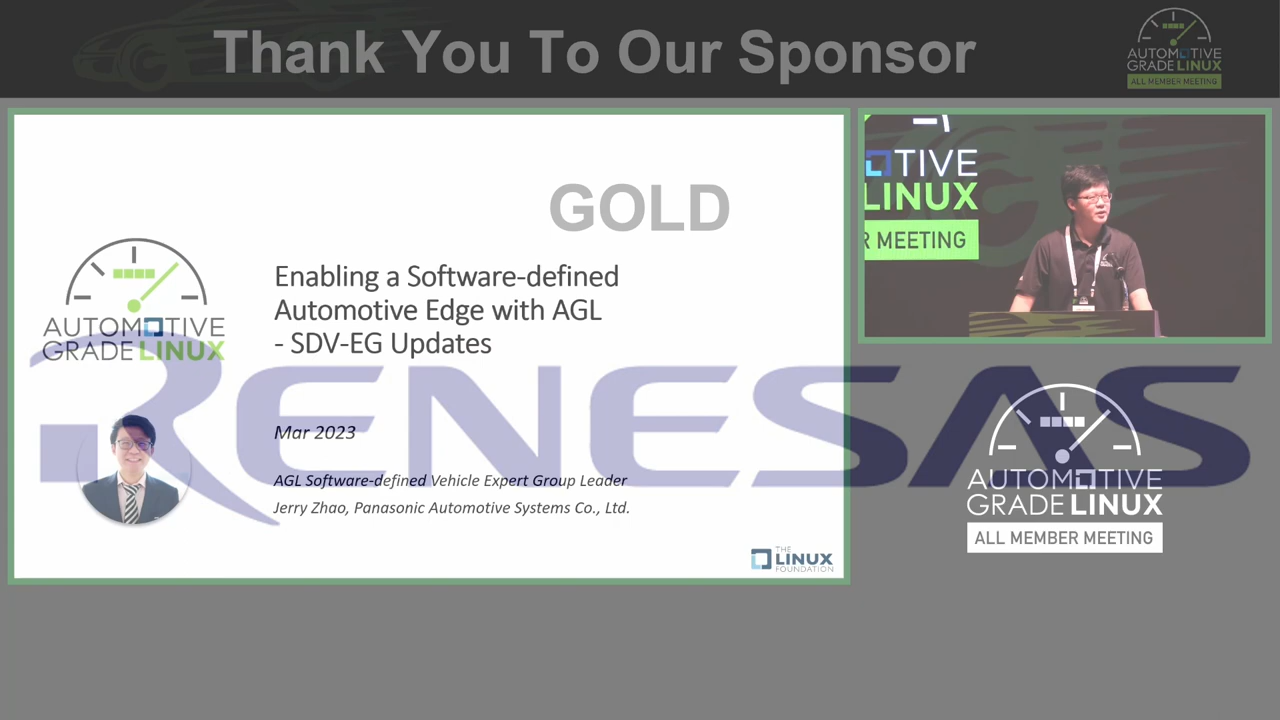 Thank You To Our Sponsor
AUTOMOTIVE
GRADE LINUX
ALL MEMBER MEETING
GOLD
Enabling a Software-defined
Automotive Edge with AGL
- SDV-EG Updates
AUTOMOTIVE
GRADE LINUX
RENESAS
Mar 2023
AGL Software-defined Vehicle Expert Group Leader
Jerry Zhao, Panasonic Automotive Systems Co., Ltd.
THE
LINUX
FOUNDATION
OTIVE
LINUX
R MEETING
AUTOMOTIVE
GRADE LINUX
ALL MEMBER MEETING